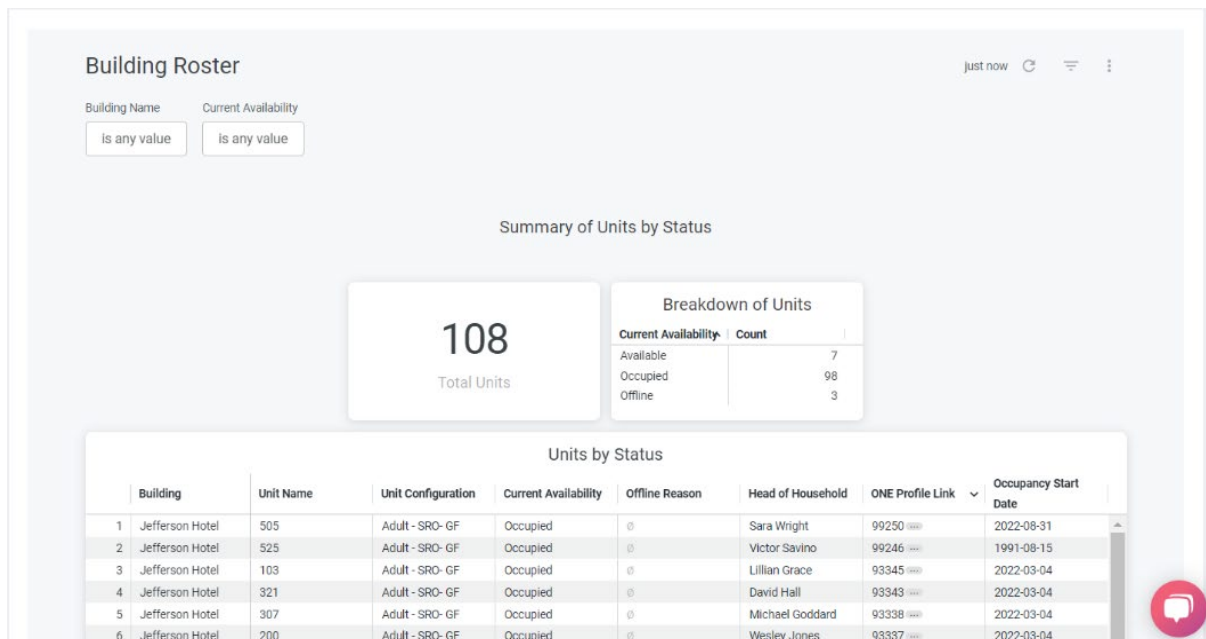 Building Roster
just now
Building Name Current Availability
is any value is any value
Summary of Units by Status
108
Total Units
Breakdown of Units
Current Availability Count
Available 7
Occupied 98
Offline 3
Units by Status
Building Unit Name Unit Configuration Current Availability Offline Reason Head of Household ONE Profile Link Occupancy Start Date
1 Jefferson Hotel 505 Adult - SRO- GF Occupied Ø Sara Wright 99250 ... 2022-08-31
2 Jefferson Hotel 525 Adult - SRO- GF Occupied Ø Victor Savino 99246 ... 1991-08-15
3 Jefferson Hotel 103 Adult - SRO- GF Occupied Ø Lillian Grace 93345 ... 2022-03-04
4 Jefferson Hotel 321 Adult - SRO- GF Occupied Ø David Hall 93343 ... 2022-03-04
5 Jefferson Hotel 307 Adult - SRO- GF Occupied Ø Michael Goddard 93338 ... 2022-03-04
6 Jefferson Hotel 200 Adult - SRO- GF Occupied Ø Wesley Jones 93337 ... 2022-03-04